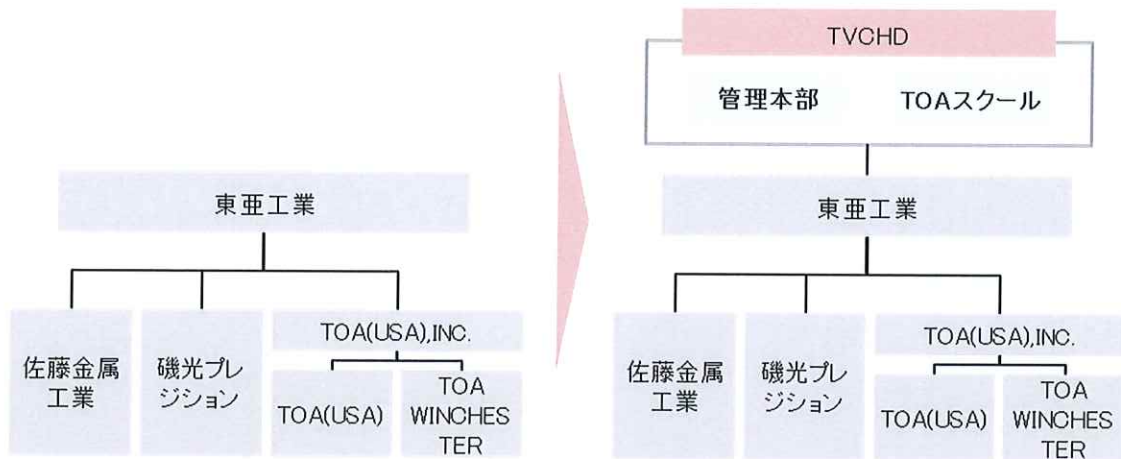 東亜工業
佐藤金属
工業
磯光プレ
ジション
TOA(USA),INC.
TOA(USA)
TOA
WINCHES
TER
TVCHD
管理本部 TOAスクール
東亜工業
佐藤金属
工業
磯光プレ
ジション
TOA(USA),INC.
TOA(USA)
TOA
WINCHES
TER